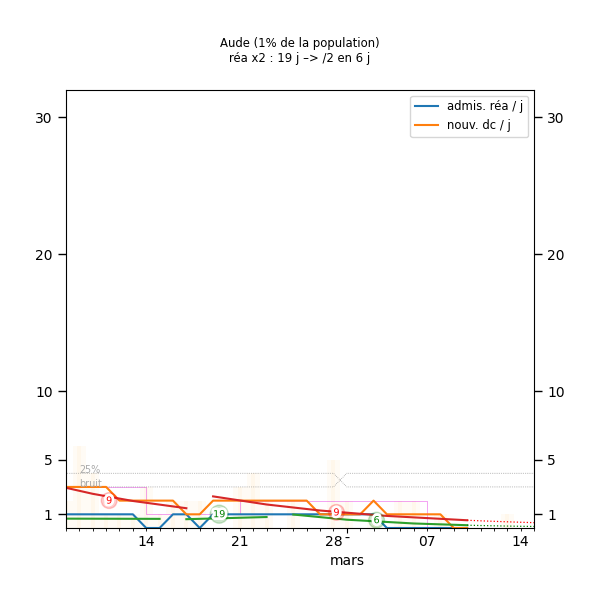 Aude (1% de la population)
réa x2 : 19 j –> /2 en 6 j
admis. réa / j
nouv. dc / j
30 30
20 20
10 10
5 5
25%
bruit
9 19 9 6
1 1
14 21 28 07 14
mars